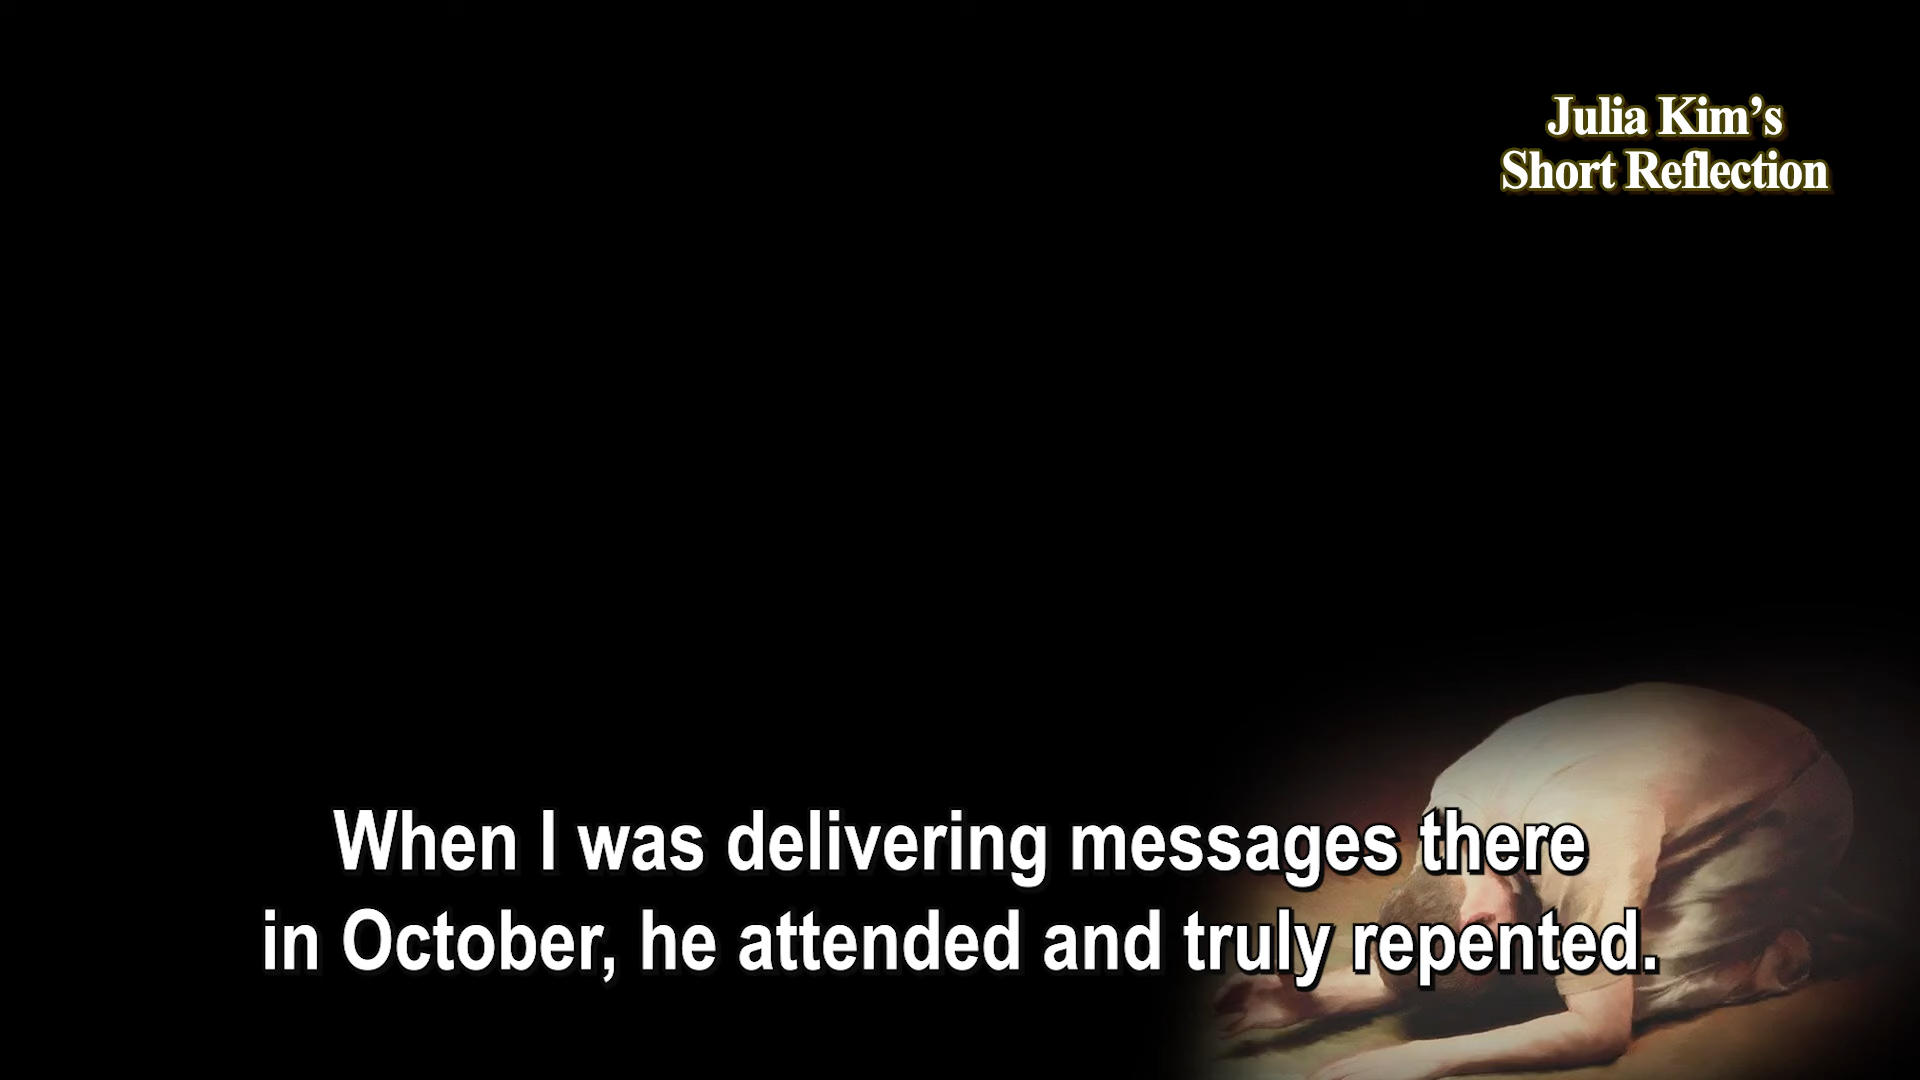 Julia Kim’s
Short Reflection
When I was delivering messages there
in October, he attended and truly repented.